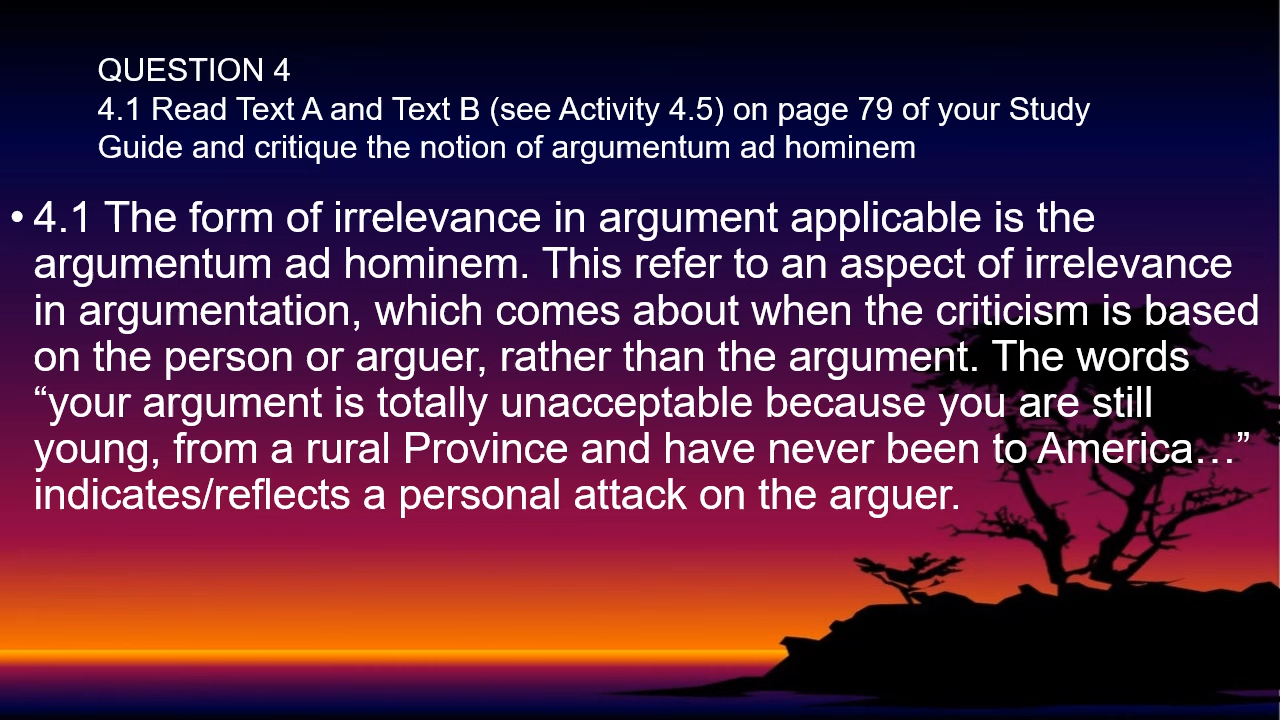 QUESTION 4
4.1 Read Text A and Text B (see Activity 4.5) on page 79 of your Study
Guide and critique the notion of argumentum ad hominem
• 4.1 The form of irrelevance in argument applicable is the
argumentum ad hominem. This refer to an aspect of irrelevance
in argumentation, which comes about when the criticism is based
on the person or arguer, rather than the argument. The words
“your argument is totally unacceptable because you are still
young, from a rural Province and have never been to America…”
indicates/reflects a personal attack on the arguer.